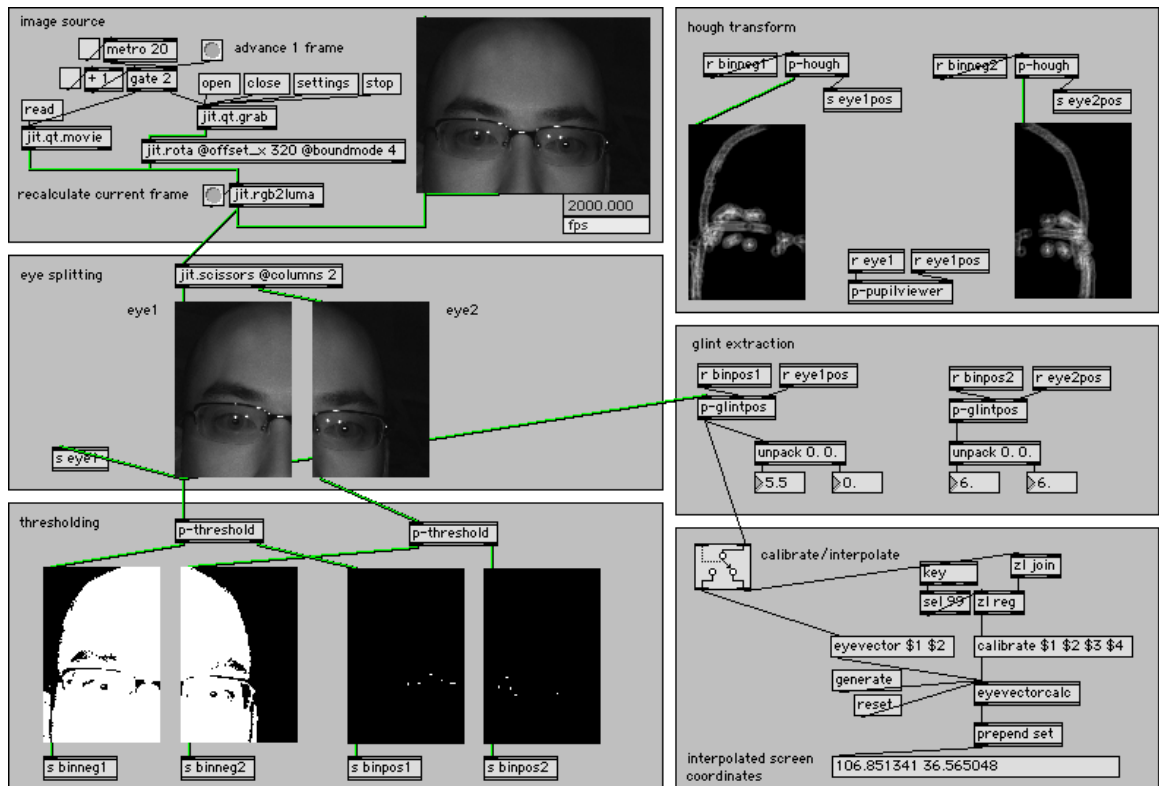 image source
metro 20
advance 1 frame
+ 1
gate 2
open
close
settings
stop
read
jit.qt.grab
jit.qt.movie
jit.rota @offset_x 320 @boundmode 4
recalculate current frame
jit.rgb2luma
2000.000
fps
eye splitting
jit.scissors @columns 2
eye1
eye2
s eye1
thresholding
p-threshold
p-threshold
s binneg1
s binneg2
s binpos1
s binpos2
hough transform
r binneg1
p-hough
r binneg2
p-hough
s eye1pos
s eye2pos
r eye1
r eye1pos
p-pupilviewer
glint extraction
r binpos1
r eye1pos
r binpos2
r eye2pos
p-glintpos
p-glintpos
unpack 0. 0.
unpack 0. 0.
5.5
0.
6.
6.
calibrate/interpolate
key
zl join
sel 99
zl reg
eyevector $1 $2
calibrate $1 $2 $3 $4
generate
reset
eyevectorcalc
prepend set
interpolated screen
coordinates
106.851341 36.565048